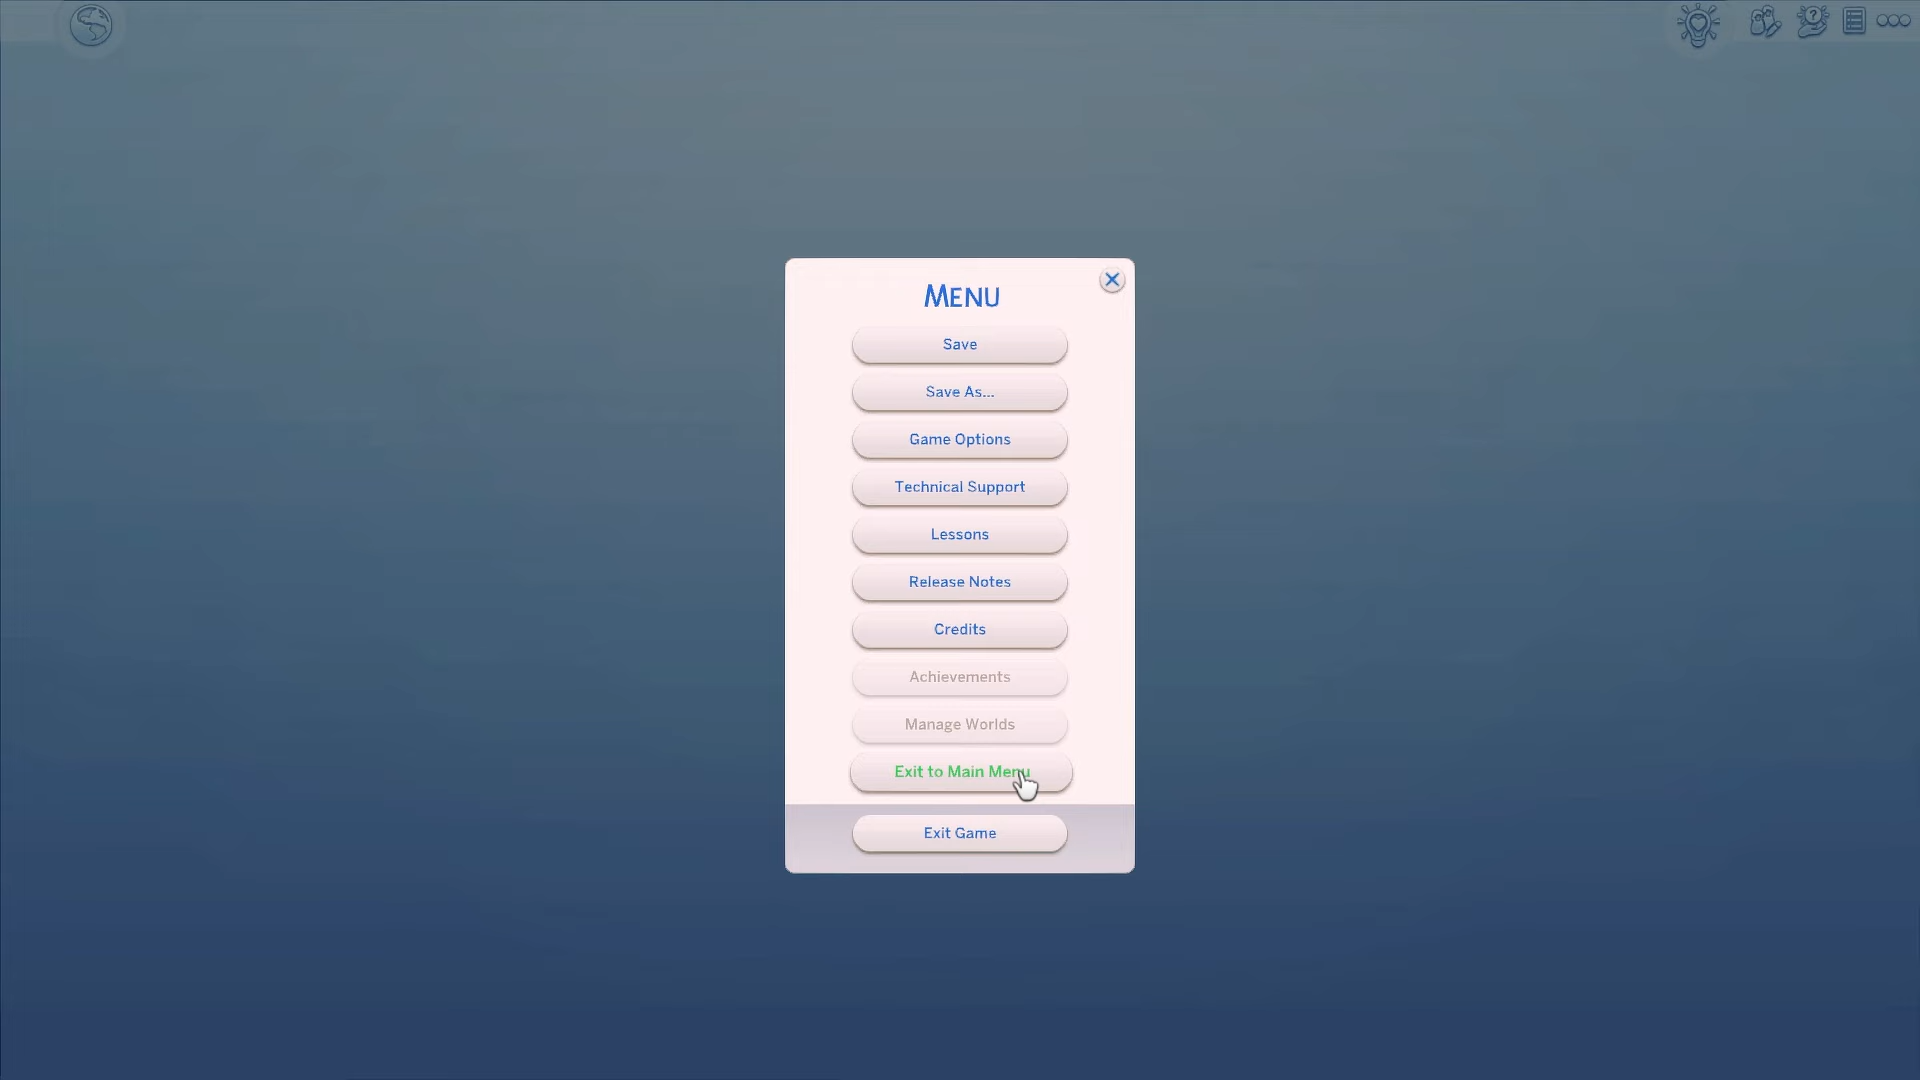 MENU
Save
Save As...
Game Options
Technical Support
Lessons
Release Notes
Credits
Achievements
Manage Worlds
Exit to Main Menu
Exit Game